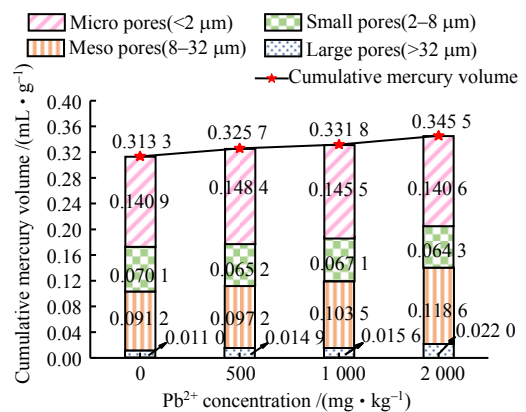 Micro pores(<2 μm) Small pores(2–8 μm)
Meso pores(8–32 μm) Large pores(>32 μm)
Cumulative mercury volume
Cumulative mercury volume /(mL·g⁻¹)
0.40
0.36
0.32
0.28
0.24
0.20
0.16
0.12
0.08
0.04
0.00
0.313 3 0.325 7 0.331 8 0.345 5
0.140 9 0.148 4 0.145 5 0.140 6
0.070 1 0.065 2 0.067 1 0.064 3
0.091 2 0.097 2 0.103 5 0.118 6
0.011 0 0.014 9 0.015 6 0.022 0
0 500 1 000 2 000
Pb²⁺ concentration /(mg·kg⁻¹)